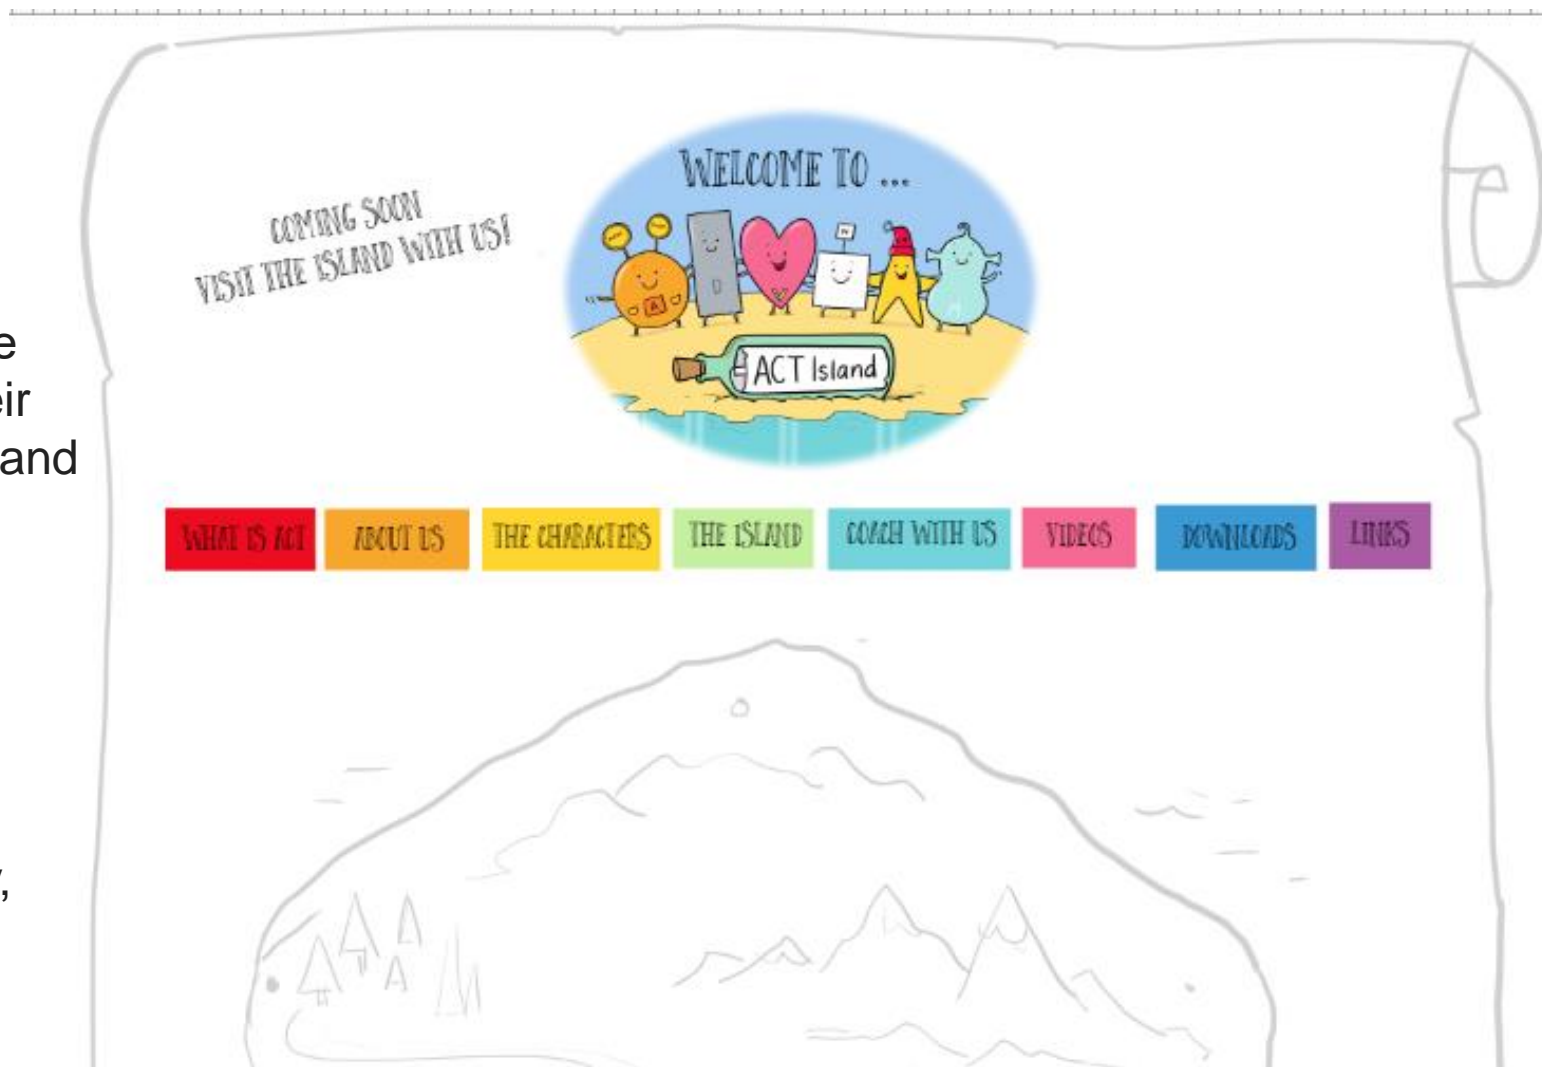 WELCOME TO ...
COMING SOON
VISIT THE ISLAND WITH US!
A
N
ACT Island
e
eir
and
WHAT IS ACT
ABOUT US
THE CHARACTERS
THE ISLAND
COACH WITH US
VIDEOS
DOWNLOADS
LINKS
,